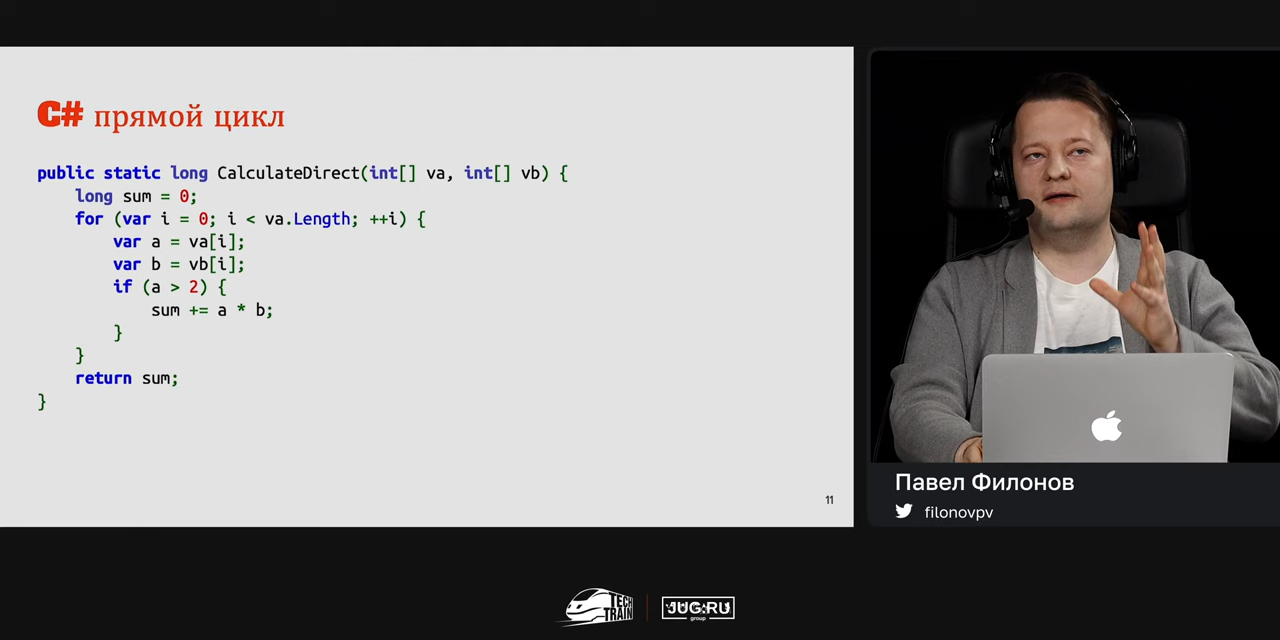 C# прямой цикл
public static long CalculateDirect(int[] va, int[] vb) {
    long sum = 0;
    for (var i = 0; i < va.Length; ++i) {
        var a = va[i];
        var b = vb[i];
        if (a > 2) {
            sum += a * b;
        }
    }
    return sum;
}
11
Павел Филонов
filonovpv
TECH
TRAIN
JUG.RU
group